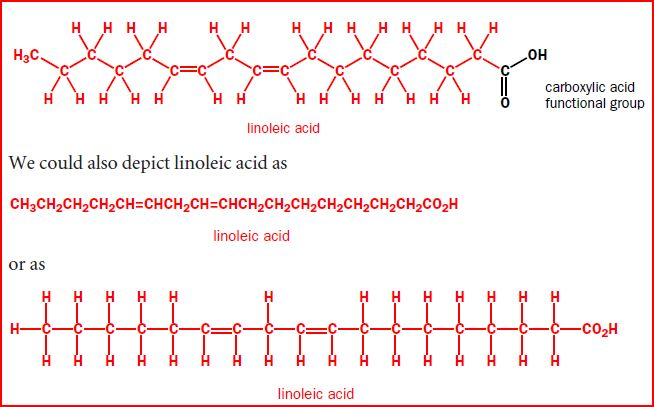 H H H H H H H H H H H H H H
H₃C C C C C C C C OH
C C C=C C=C C C C C
carboxylic acid
functional group
H H H H H H H H H H H H H H O
linoleic acid
We could also depict linoleic acid as
CH₃CH₂CH₂CH₂CH=CHCH₂CH=CHCH₂CH₂CH₂CH₂CH₂CH₂CH₂CO₂H
linoleic acid
or as
H H H H H H H H H H H H H
H—C—C—C—C—C—C=C—C—C=C—C—C—C—C—C—C—C—CO₂H
H H H H H H H H H H H H H H H H H
linoleic acid